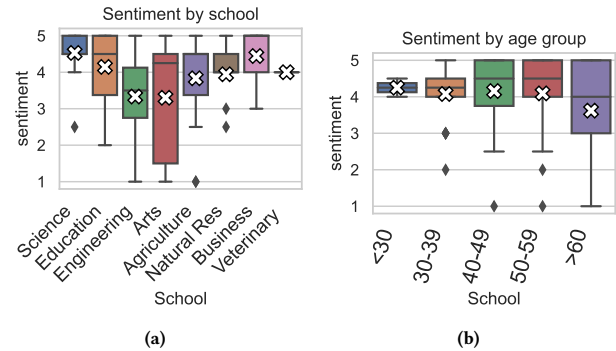 Sentiment by school
sentiment
5
4
3
2
1
Science
Education
Engineering
Arts
Agriculture
Natural Res
Business
Veterinary
School
(a)
Sentiment by age group
sentiment
5
4
3
2
1
<30
30-39
40-49
50-59
>60
School
(b)